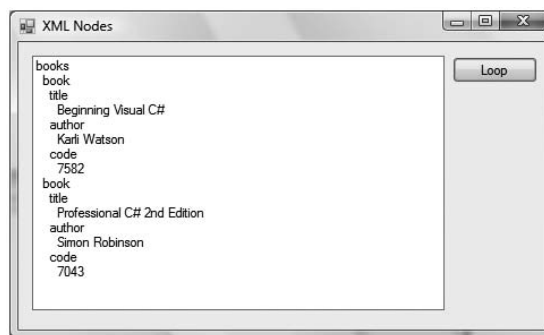 XML Nodes
Loop
books
book
title
Beginning Visual C#
author
Karli Watson
code
7582
book
title
Professional C# 2nd Edition
author
Simon Robinson
code
7043